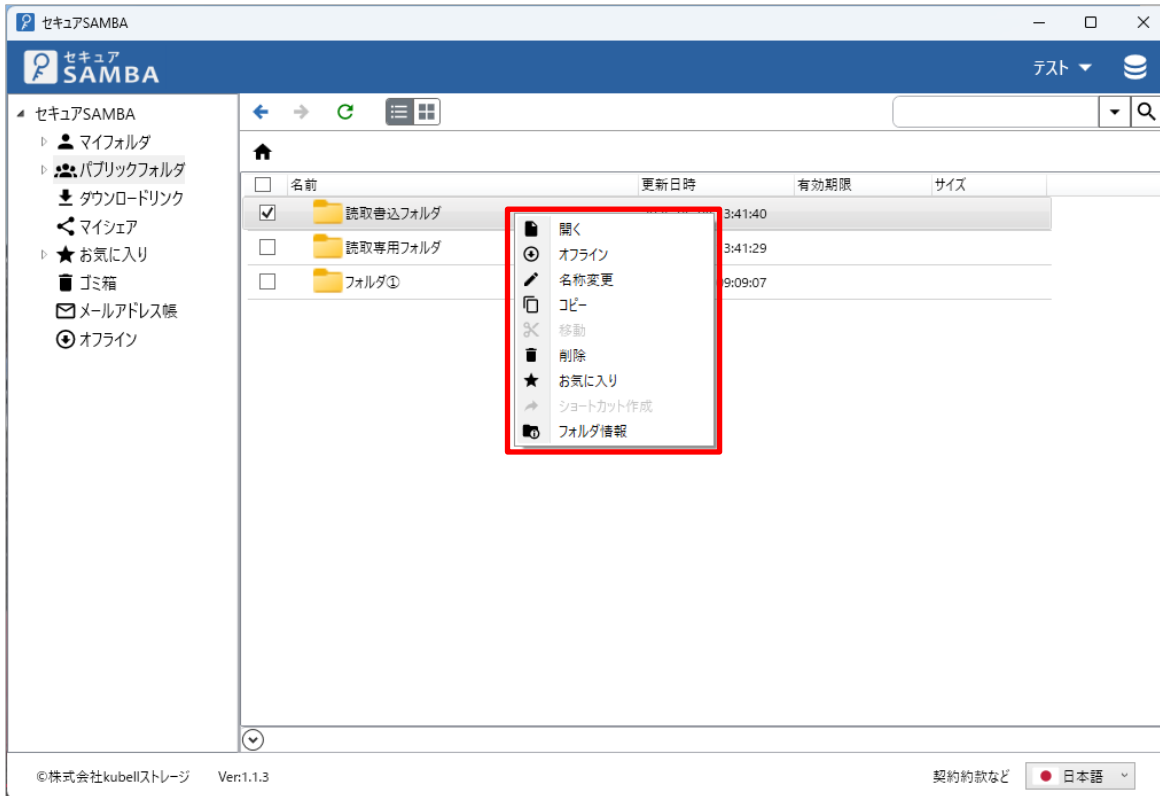 セキュアSAMBA
セキュア
SAMBA
テスト
セキュアSAMBA
マイフォルダ
パブリックフォルダ
ダウンロードリンク
マイシェア
お気に入り
ゴミ箱
メールアドレス帳
オフライン
名前 更新日時 有効期限 サイズ
読取書込フォルダ 3:41:40
読取専用フォルダ 3:41:29
フォルダ① 9:09:07
開く
オフライン
名称変更
コピー
移動
削除
お気に入り
ショートカット作成
フォルダ情報
©株式会社kubellストレージ Ver:1.1.3 契約約款など 日本語